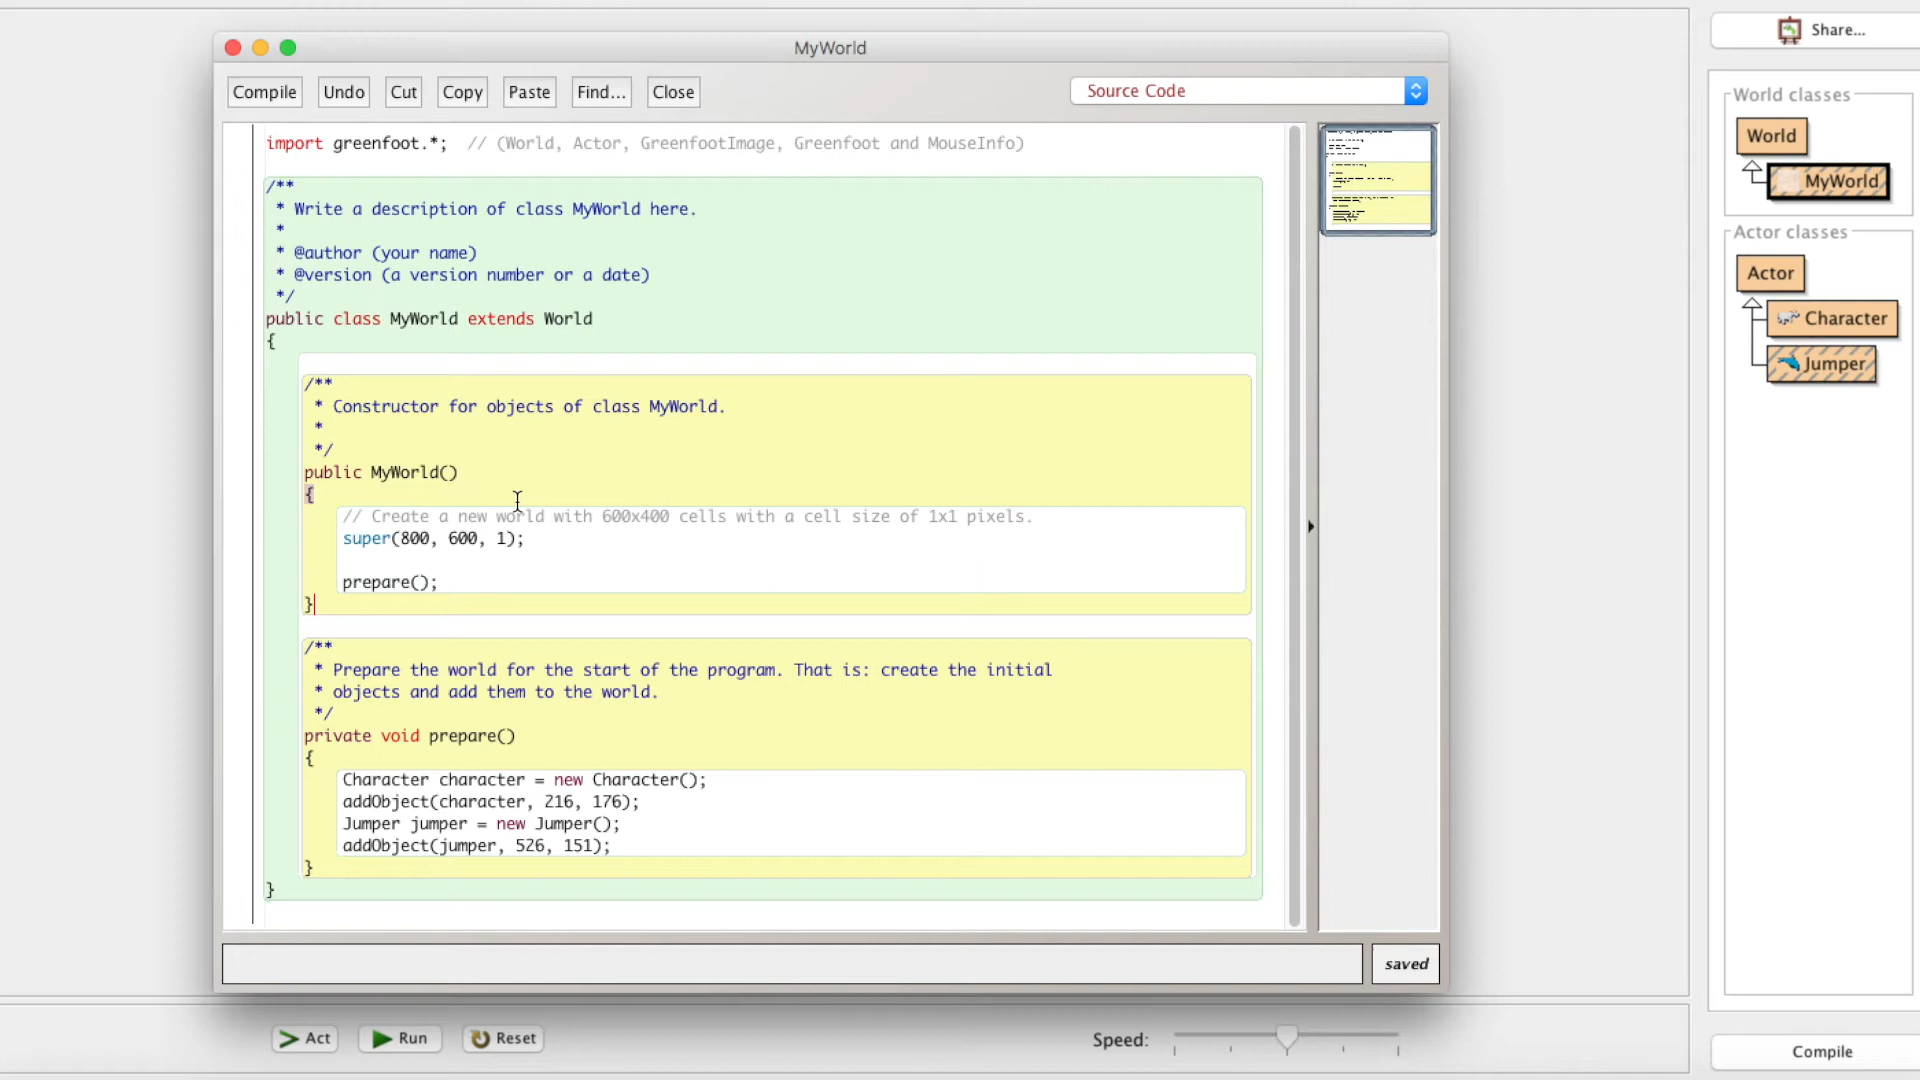 MyWorld
Compile Undo Cut Copy Paste Find... Close Source Code
import greenfoot.*;  // (World, Actor, GreenfootImage, Greenfoot and MouseInfo)
/**
* Write a description of class MyWorld here.
*
* @author (your name)
* @version (a version number or a date)
*/
public class MyWorld extends World
{
/**
* Constructor for objects of class MyWorld.
*
*/
public MyWorld()
{
// Create a new world with 600x400 cells with a cell size of 1x1 pixels.
super(800, 600, 1);
prepare();
}
/**
* Prepare the world for the start of the program. That is: create the initial
* objects and add them to the world.
*/
private void prepare()
{
Character character = new Character();
addObject(character, 216, 176);
Jumper jumper = new Jumper();
addObject(jumper, 526, 151);
}
}
saved
Act Run Reset Speed:
Share...
World classes
World
MyWorld
Actor classes
Actor
Character
Jumper
Compile